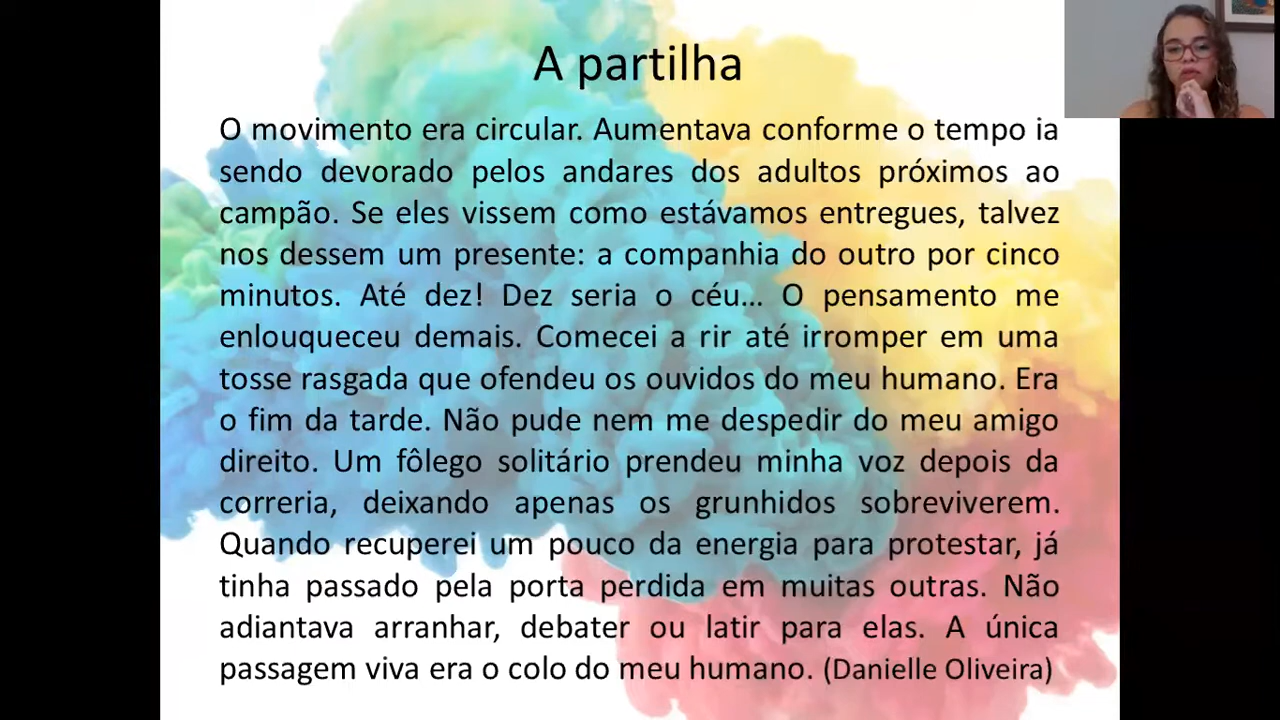 A partilha
O movimento era circular. Aumentava conforme o tempo ia
sendo devorado pelos andares dos adultos próximos ao
campão. Se eles vissem como estávamos entregues, talvez
nos dessem um presente: a companhia do outro por cinco
minutos. Até dez! Dez seria o céu... O pensamento me
enlouqueceu demais. Comecei a rir até irromper em uma
tosse rasgada que ofendeu os ouvidos do meu humano. Era
o fim da tarde. Não pude nem me despedir do meu amigo
direito. Um fôlego solitário prendeu minha voz depois da
correria, deixando apenas os grunhidos sobreviverem.
Quando recuperei um pouco da energia para protestar, já
tinha passado pela porta perdida em muitas outras. Não
adiantava arranhar, debater ou latir para elas. A única
passagem viva era o colo do meu humano. (Danielle Oliveira)